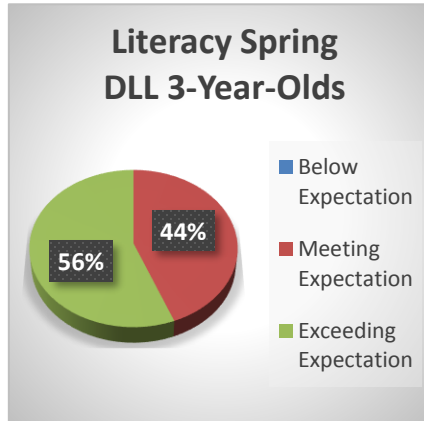 Literacy Spring
DLL 3-Year-Olds
44%
56%
Below
Expectation
Meeting
Expectation
Exceeding
Expectation